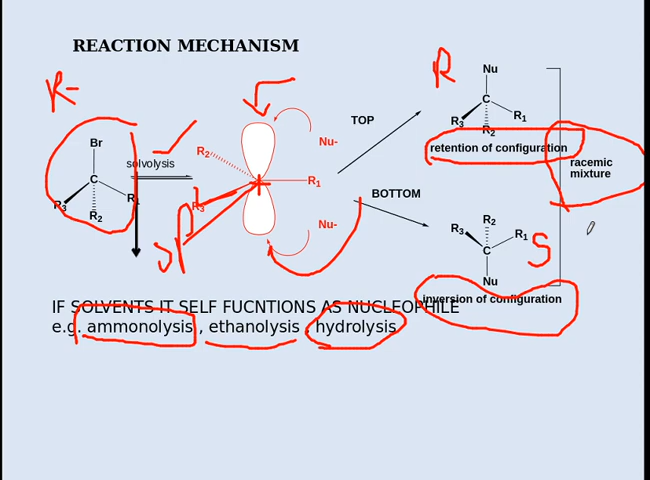 REACTION MECHANISM
R-
R
Nu
C
R3
R1
R2
retention of configuration
TOP
Nu-
Br
solvolysis
C
R3
R1
R2
R2
R1
R3
sp2
Nu-
BOTTOM
racemic
mixture
R2
R3
R1
C
S
Nu
inversion of configuration
IF SOLVENTS IT SELF FUCNTIONS AS NUCLEOPHILE
e.g. ammonolysis , ethanolysis , hydrolysis